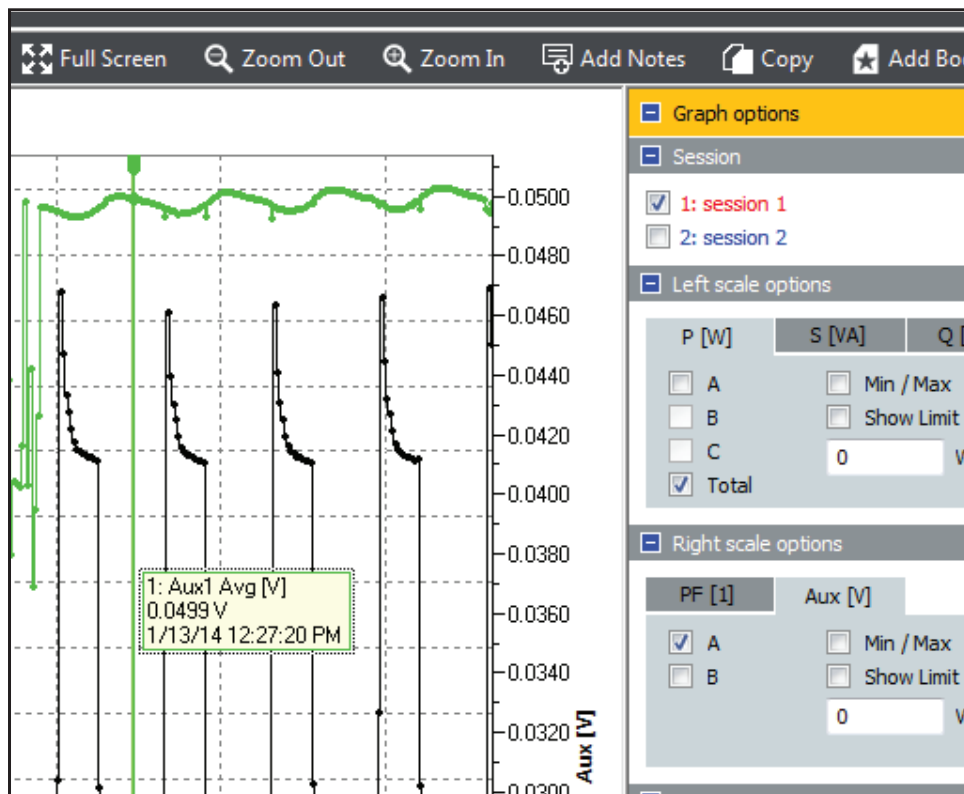 Full Screen Zoom Out Zoom In Add Notes Copy Add Boo
Graph options
Session
1: session 1
2: session 2
Left scale options
P [W] S [VA] Q [
A Min / Max
B Show Limit
C 0 W
Total
Right scale options
PF [1] Aux [V]
A Min / Max
B Show Limit
0 W
0.0500
0.0480
0.0460
0.0440
0.0420
0.0400
0.0380
0.0360
0.0340
0.0320
0.0300
Aux [V]
1: Aux1 Avg [V]
0.0499 V
1/13/14 12:27:20 PM